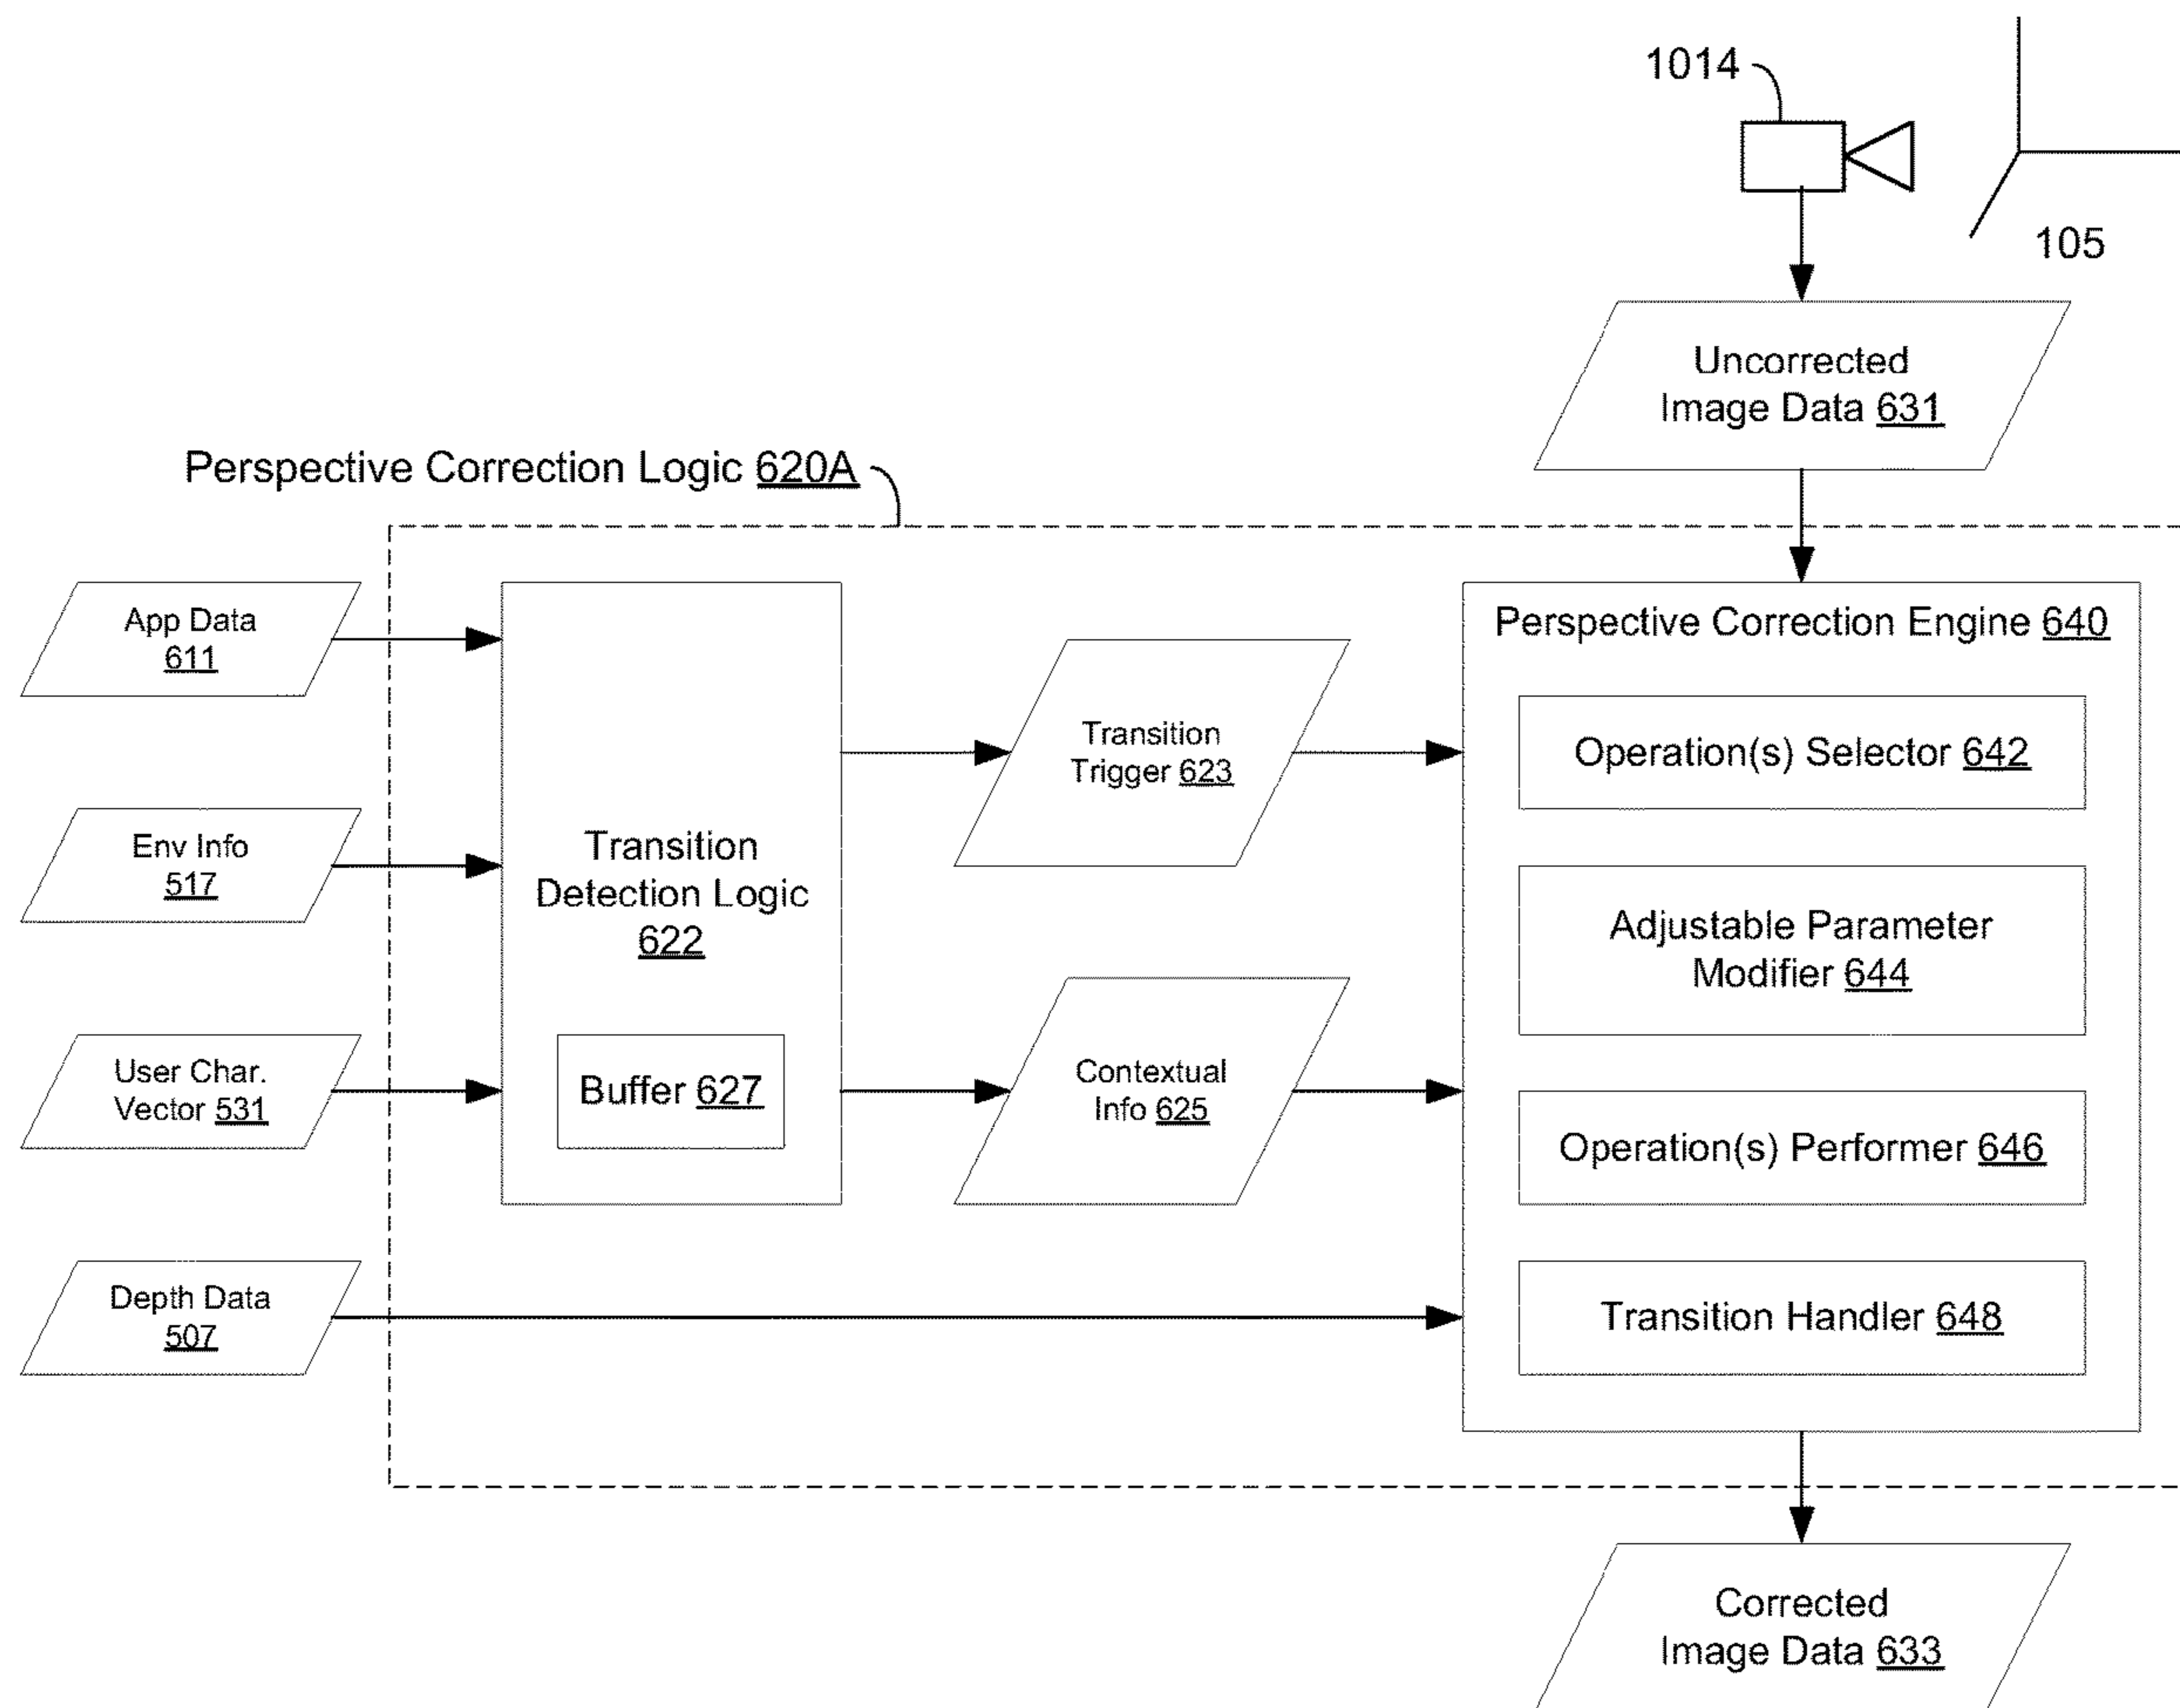 1014
105
Uncorrected
Image Data 631
Perspective Correction Logic 620A
App Data
611
Env Info
517
User Char.
Vector 531
Depth Data
507
Transition
Detection Logic
622
Buffer 627
Transition
Trigger 623
Contextual
Info 625
Perspective Correction Engine 640
Operation(s) Selector 642
Adjustable Parameter
Modifier 644
Operation(s) Performer 646
Transition Handler 648
Corrected
Image Data 633